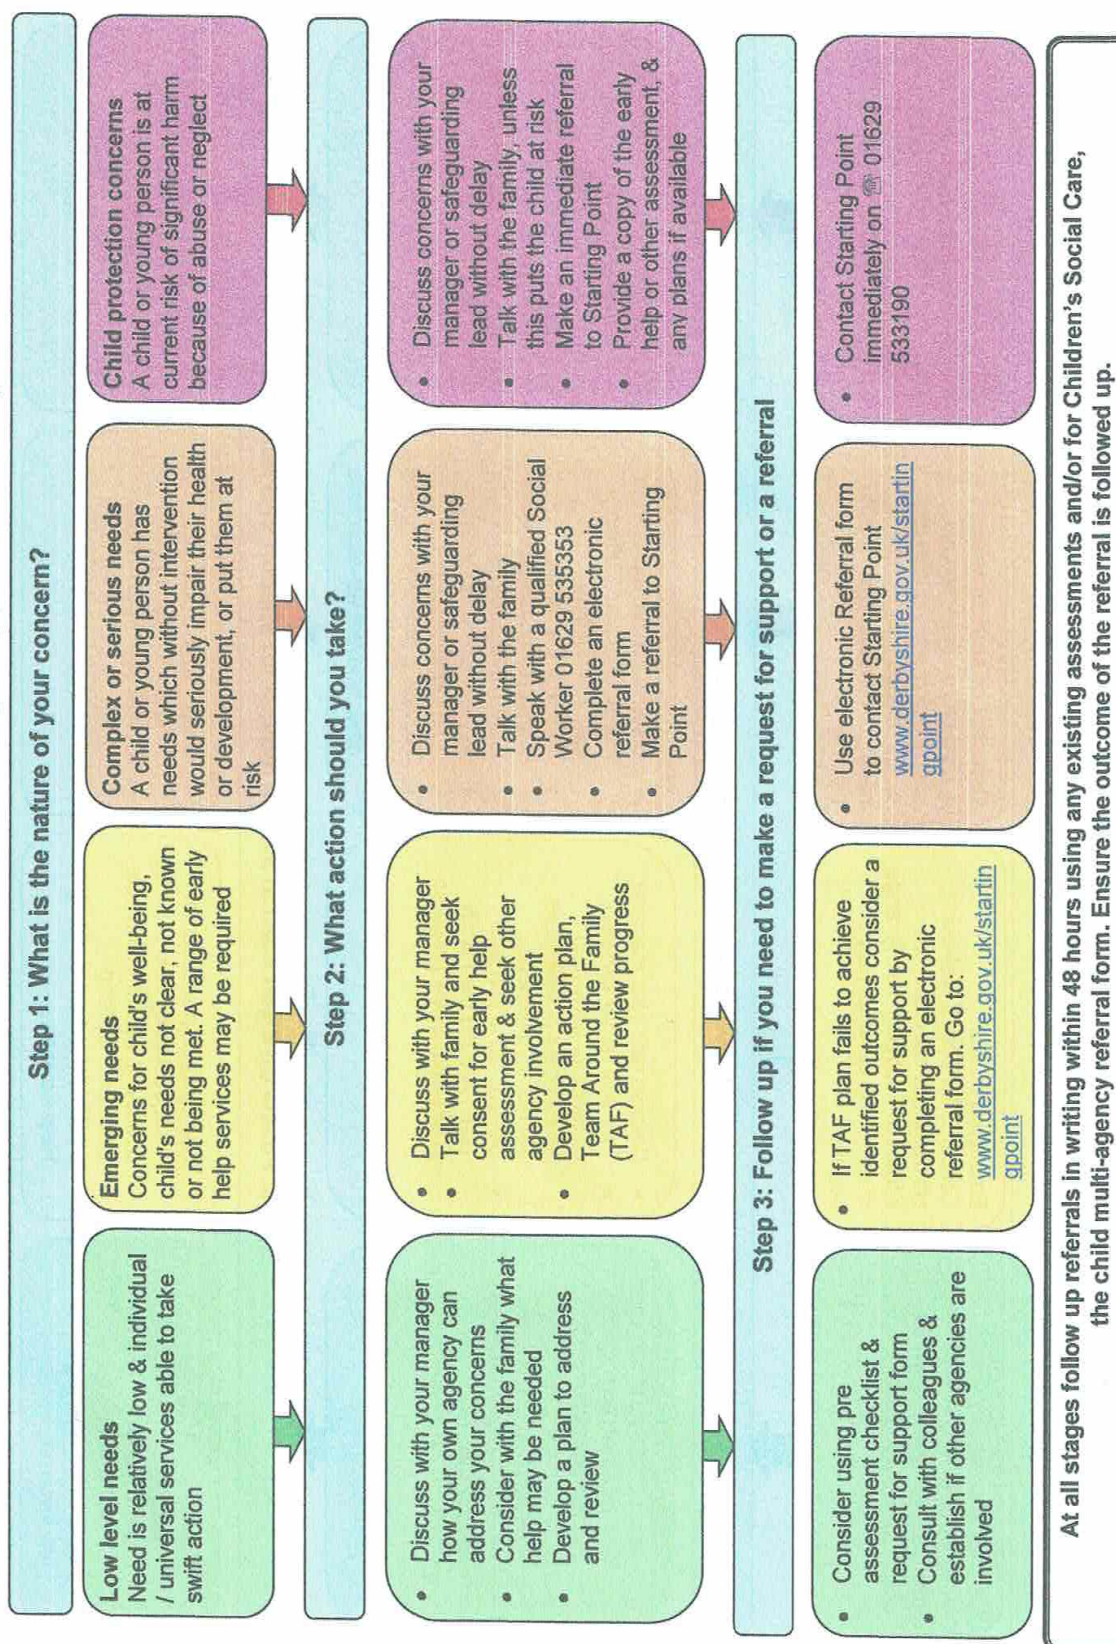 Step 1: What is the nature of your concern?
Low level needs
Need is relatively low & individual
/ universal services able to take
swift action
Emerging needs
Concerns for child's well-being,
child's needs not clear, not known
or not being met. A range of early
help services may be required
Complex or serious needs
A child or young person has
needs which without intervention
would seriously impair their health
or development, or put them at
risk
Child protection concerns
A child or young person is at
current risk of significant harm
because of abuse or neglect
Step 2: What action should you take?
• Discuss with your manager
how your own agency can
address your concerns
• Consider with the family what
help may be needed
• Develop a plan to address
and review
• Discuss with your manager
• Talk with family and seek
consent for early help
assessment & seek other
agency involvement
• Develop an action plan,
Team Around the Family
(TAF) and review progress
• Discuss concerns with your
manager or safeguarding
lead without delay
• Talk with the family
• Speak with a qualified Social
Worker 01629 535353
• Complete an electronic
referral form
• Make a referral to Starting
Point
• Discuss concerns with your
manager or safeguarding
lead without delay
• Talk with the family, unless
this puts the child at risk
• Make an immediate referral
to Starting Point
• Provide a copy of the early
help or other assessment, &
any plans if available
Step 3: Follow up if you need to make a request for support or a referral
• Consider using pre
assessment checklist &
request for support form
• Consult with colleagues &
establish if other agencies are
involved
• If TAF plan fails to achieve
identified outcomes consider a
request for support by
completing an electronic
referral form. Go to:
www.derbyshire.gov.uk/startin
gpoint
• Use electronic Referral form
to contact Starting Point
www.derbyshire.gov.uk/startin
gpoint
• Contact Starting Point
immediately on ☏ 01629
533190
At all stages follow up referrals in writing within 48 hours using any existing assessments and/or for Children's Social Care,
the child multi-agency referral form. Ensure the outcome of the referral is followed up.